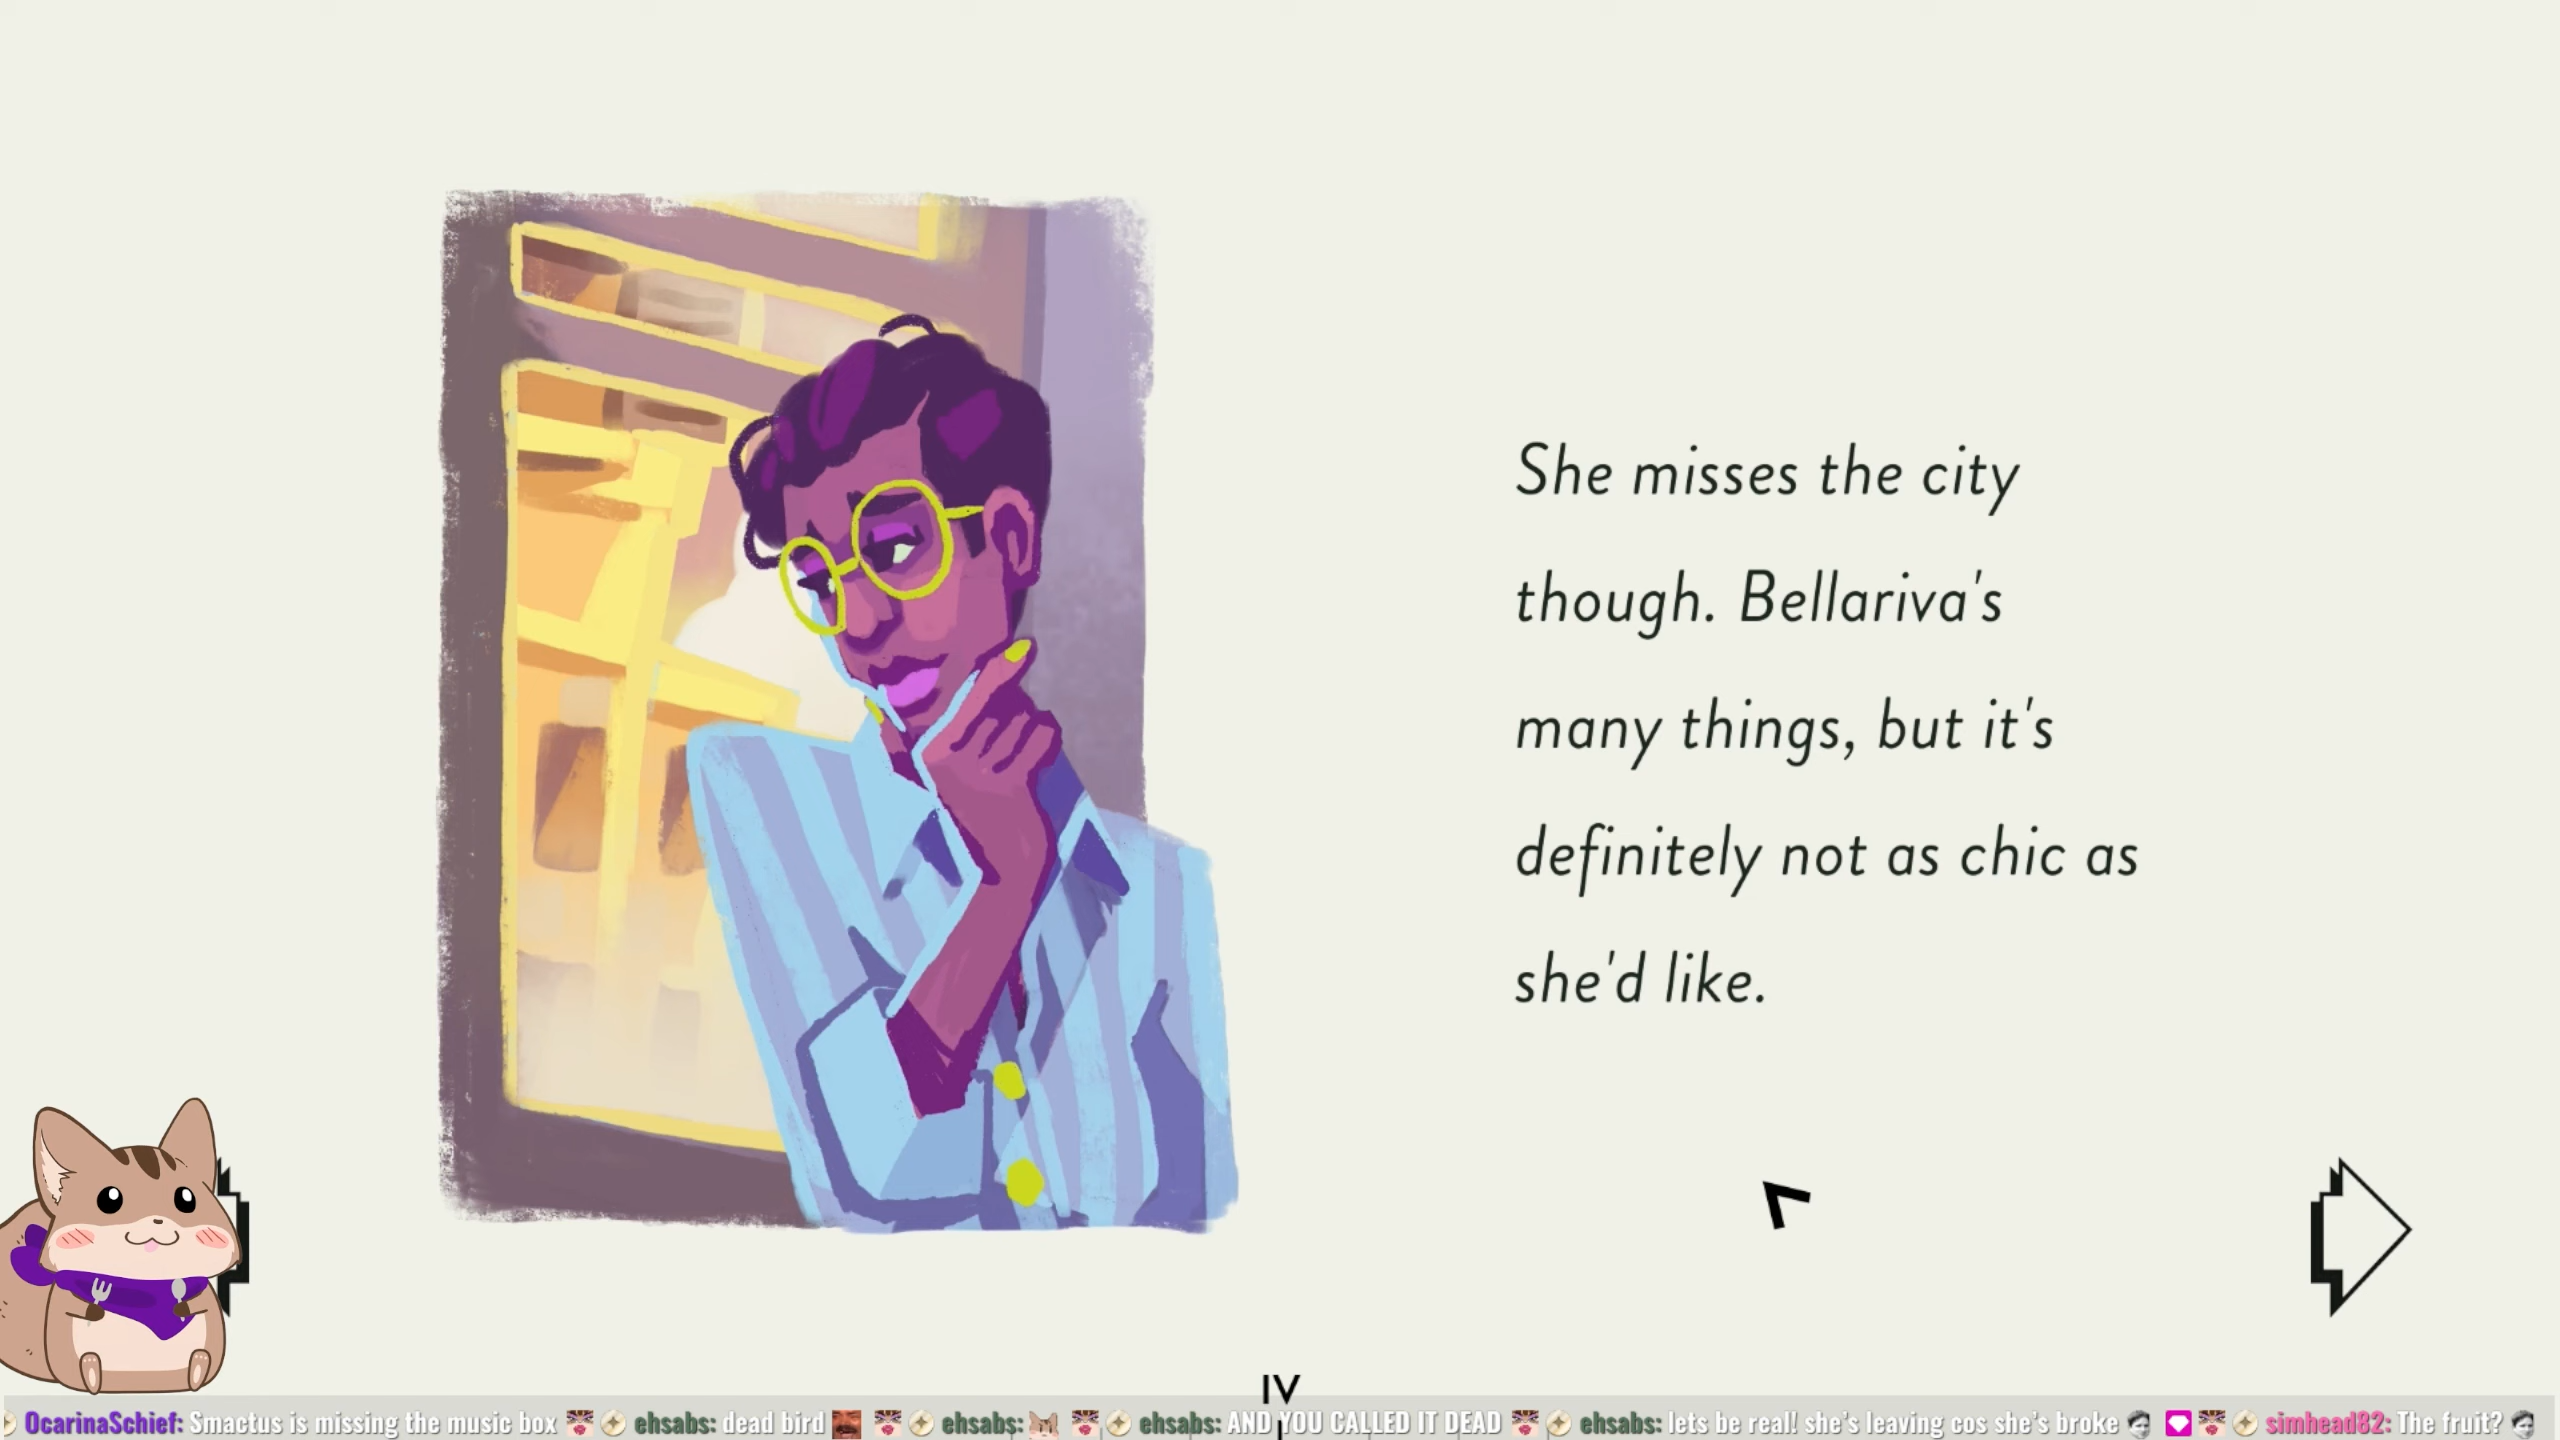 She misses the city
though. Bellariva's
many things, but it's
definitely not as chic as
she'd like.
IV
OcarinaSchief: Smactus is missing the music box ehsabs: dead bird ehsabs: ehsabs: AND YOU CALLED IT DEAD ehsabs: lets be real! she's leaving cos she's broke simhead82: The fruit?